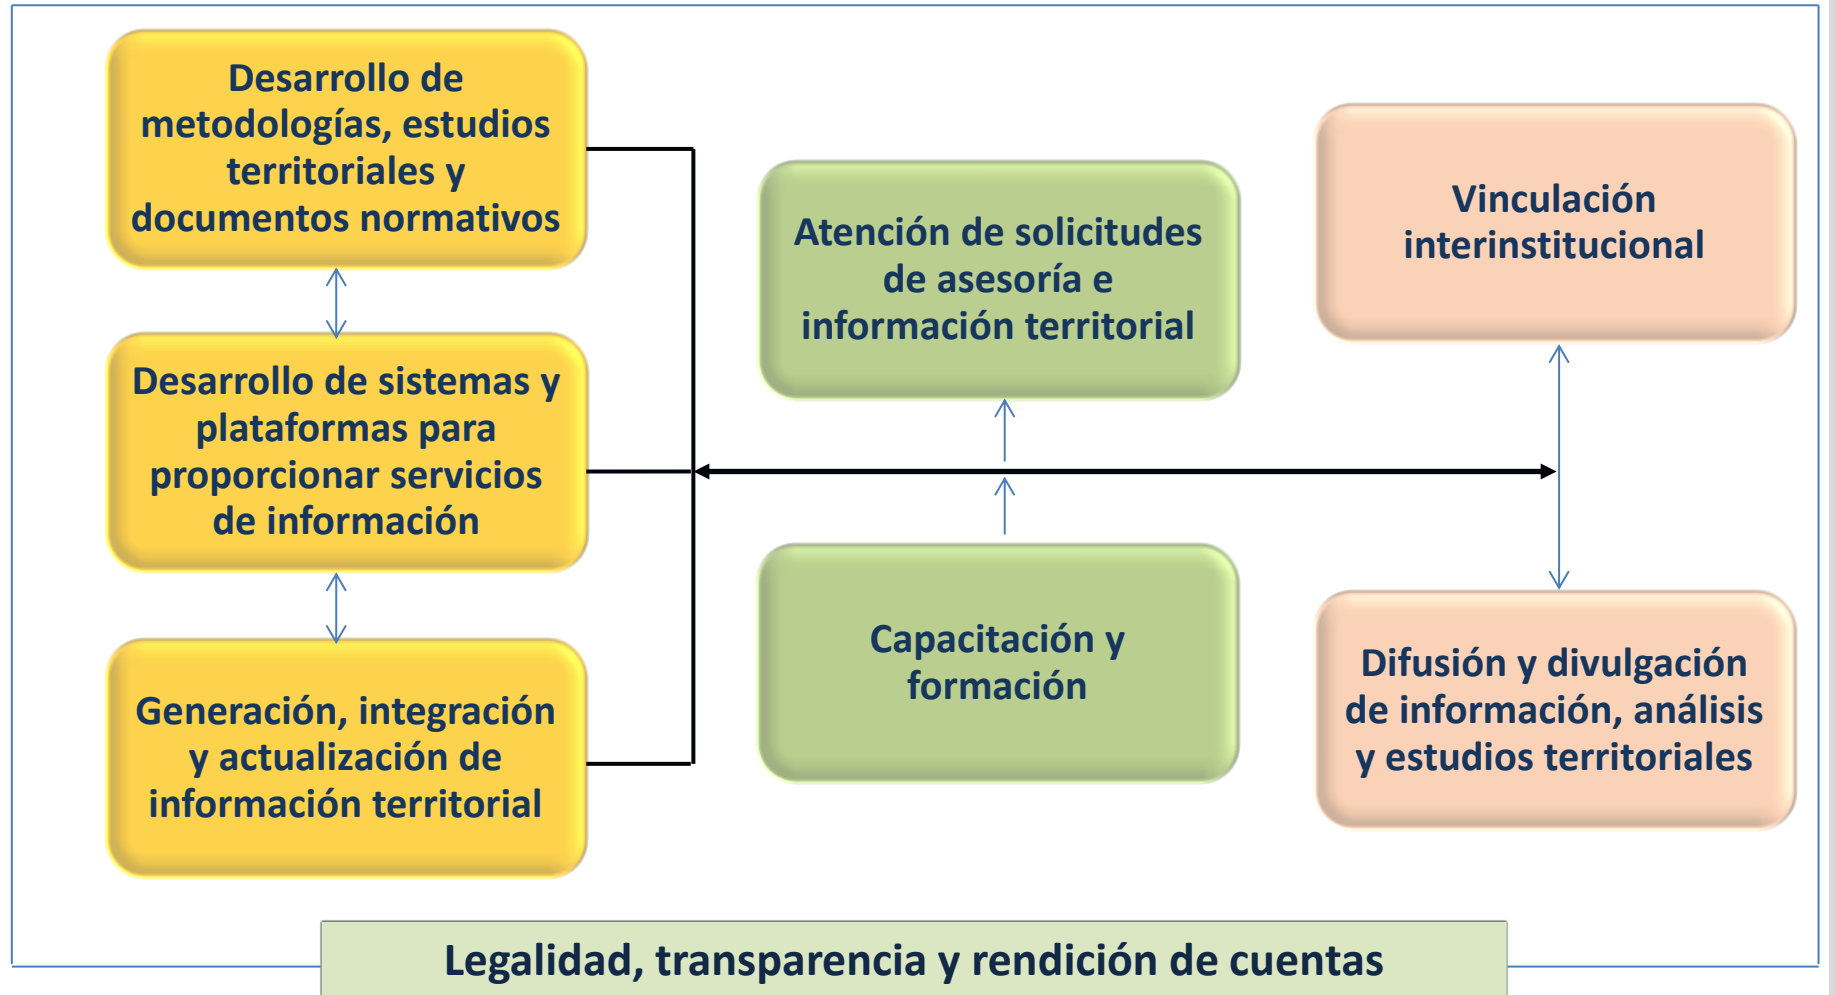 Desarrollo de
metodologías, estudios
territoriales y
documentos normativos
Desarrollo de sistemas y
plataformas para
proporcionar servicios
de información
Generación, integración
y actualización de
información territorial
Atención de solicitudes
de asesoría e
información territorial
Capacitación y
formación
Vinculación
interinstitucional
Difusión y divulgación
de información, análisis
y estudios territoriales
Legalidad, transparencia y rendición de cuentas